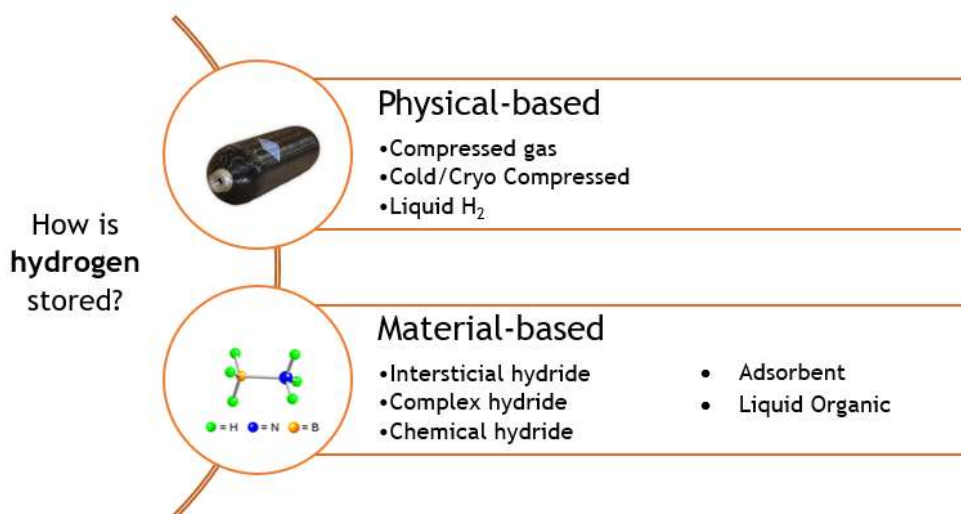 How is
hydrogen
stored?
Physical-based
•Compressed gas
•Cold/Cryo Compressed
•Liquid H₂
Material-based
•Intersticial hydride
•Complex hydride
•Chemical hydride
• Adsorbent
• Liquid Organic
= H = N = B